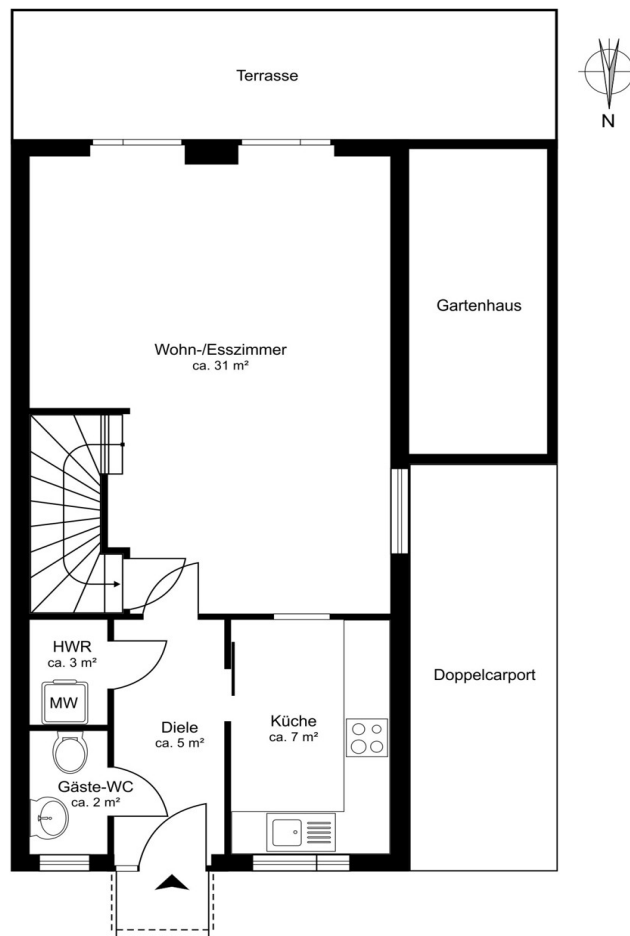 Terrasse
N
Gartenhaus
Wohn-/Esszimmer
ca. 31 m²
HWR
ca. 3 m²
MW
Diele
ca. 5 m²
Küche
ca. 7 m²
Doppelcarport
Gäste-WC
ca. 2 m²